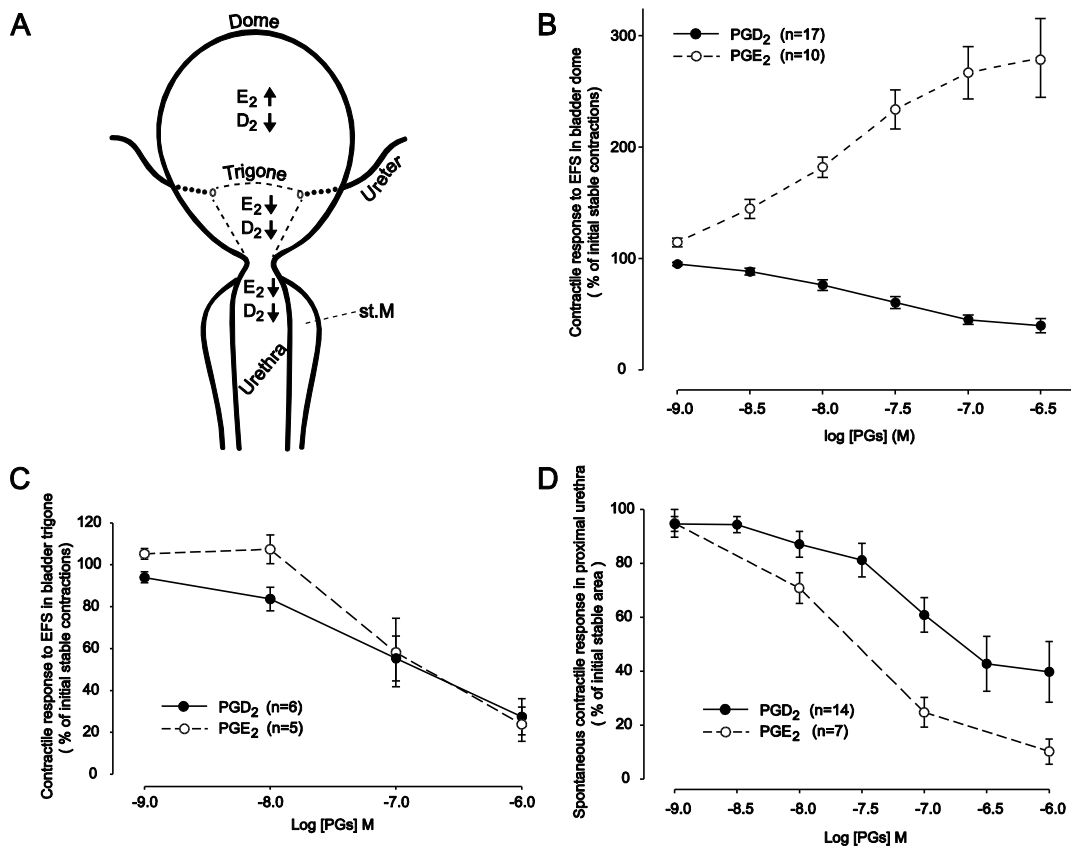 A
Dome
E2
D2
Trigone
Ureter
E2
D2
E2
D2
st.M
Urethra
B
Contractile response to EFS in bladder dome
( % of initial stable contractions)
300
200
100
0
PGD2 (n=17)
PGE2 (n=10)
-9.0 -8.5 -8.0 -7.5 -7.0 -6.5
log [PGs] (M)
C
Contractile response to EFS in bladder trigone
( % of initial stable contractions)
120
100
80
60
40
20
0
PGD2 (n=6)
PGE2 (n=5)
-9.0 -8.0 -7.0 -6.0
Log [PGs] M
D
Spontaneous contractile response in proximal urethra
( % of initial stable area )
100
80
60
40
20
0
PGD2 (n=14)
PGE2 (n=7)
-9.0 -8.5 -8.0 -7.5 -7.0 -6.5 -6.0
Log [PGs] M